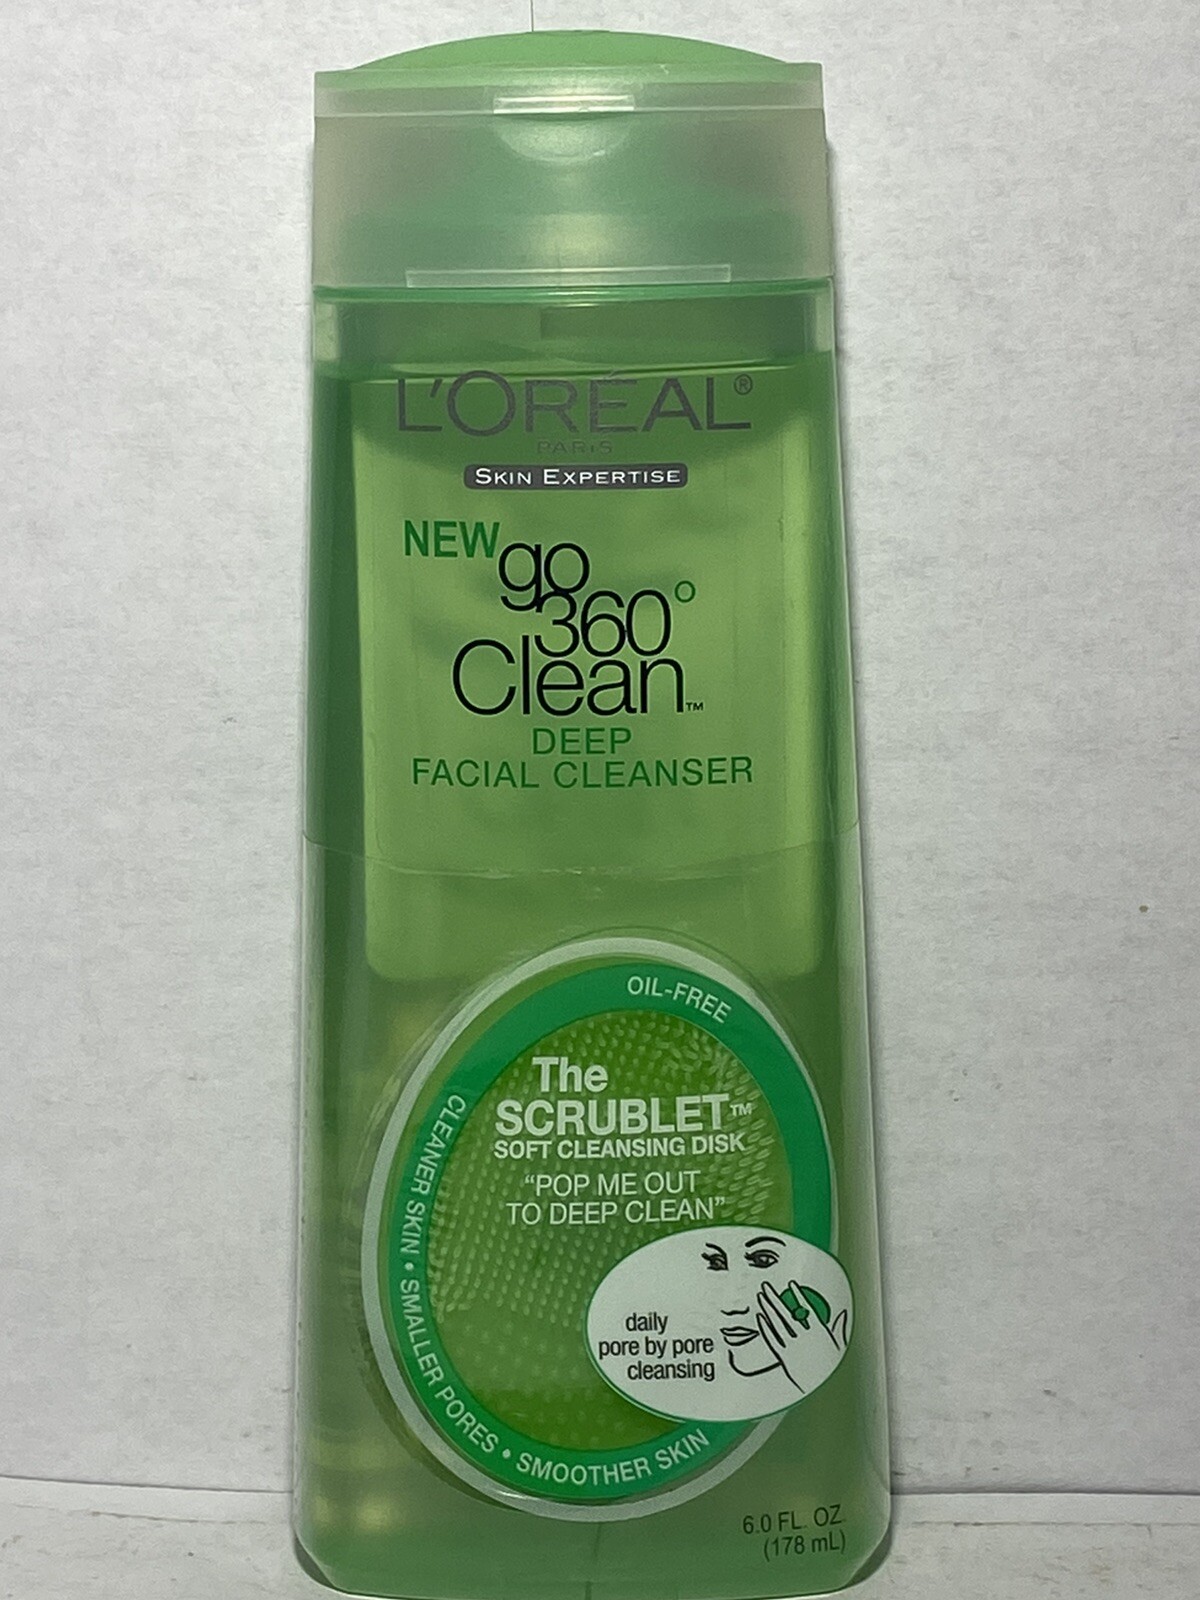 L'ORÉAL®
PARIS
SKIN EXPERTISE
NEW go
360°
Clean™
DEEP
FACIAL CLEANSER
OIL-FREE
The
SCRUBLET™
SOFT CLEANSING DISK
"POP ME OUT
TO DEEP CLEAN"
daily
pore by pore
cleansing
CLEANER SKIN • SMALLER PORES • SMOOTHER SKIN
6.0 FL. OZ.
(178 mL)